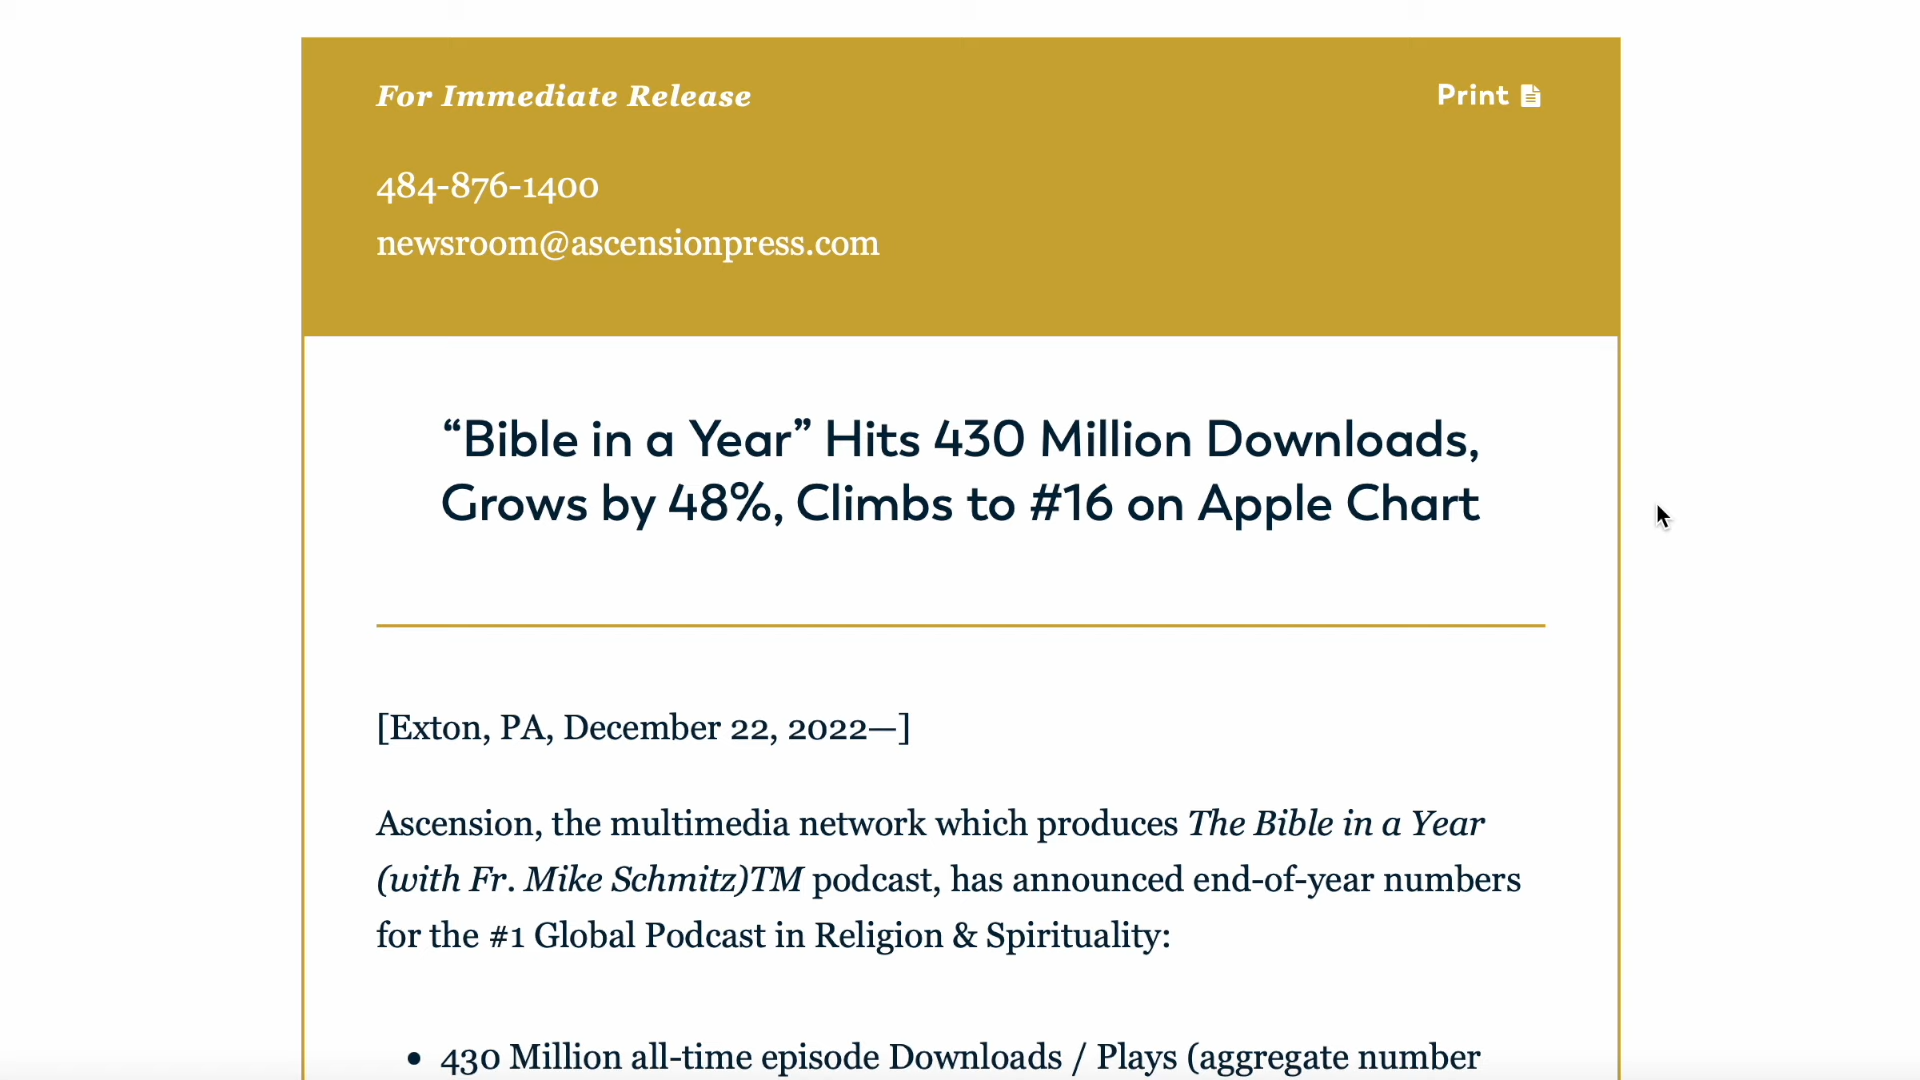 For Immediate Release
Print
484-876-1400
newsroom@ascensionpress.com
“Bible in a Year” Hits 430 Million Downloads,
Grows by 48%, Climbs to #16 on Apple Chart
[Exton, PA, December 22, 2022—]
Ascension, the multimedia network which produces The Bible in a Year
(with Fr. Mike Schmitz)TM podcast, has announced end-of-year numbers
for the #1 Global Podcast in Religion & Spirituality:
• 430 Million all-time episode Downloads / Plays (aggregate number